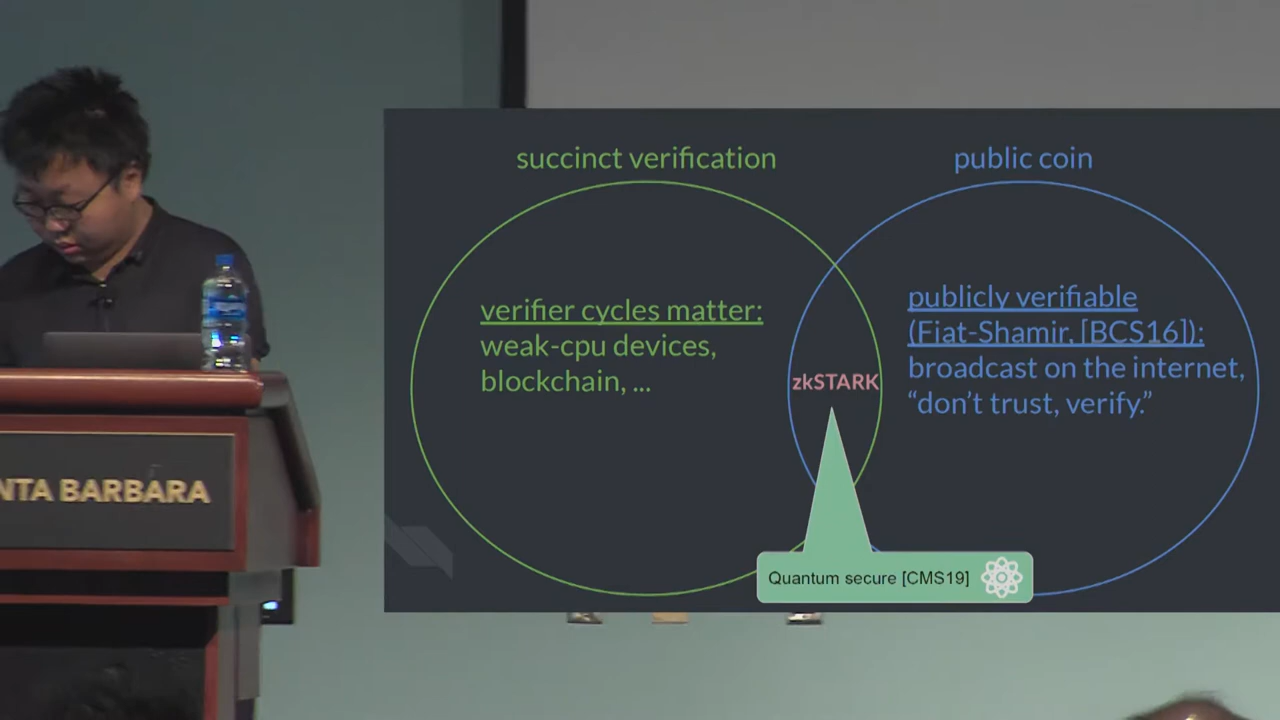 succinct verification
public coin
verifier cycles matter:
weak-cpu devices,
blockchain, ...
publicly verifiable
(Fiat-Shamir, [BCS16]):
broadcast on the internet,
“don’t trust, verify.”
zkSTARK
Quantum secure [CMS19]
NTA BARBARA